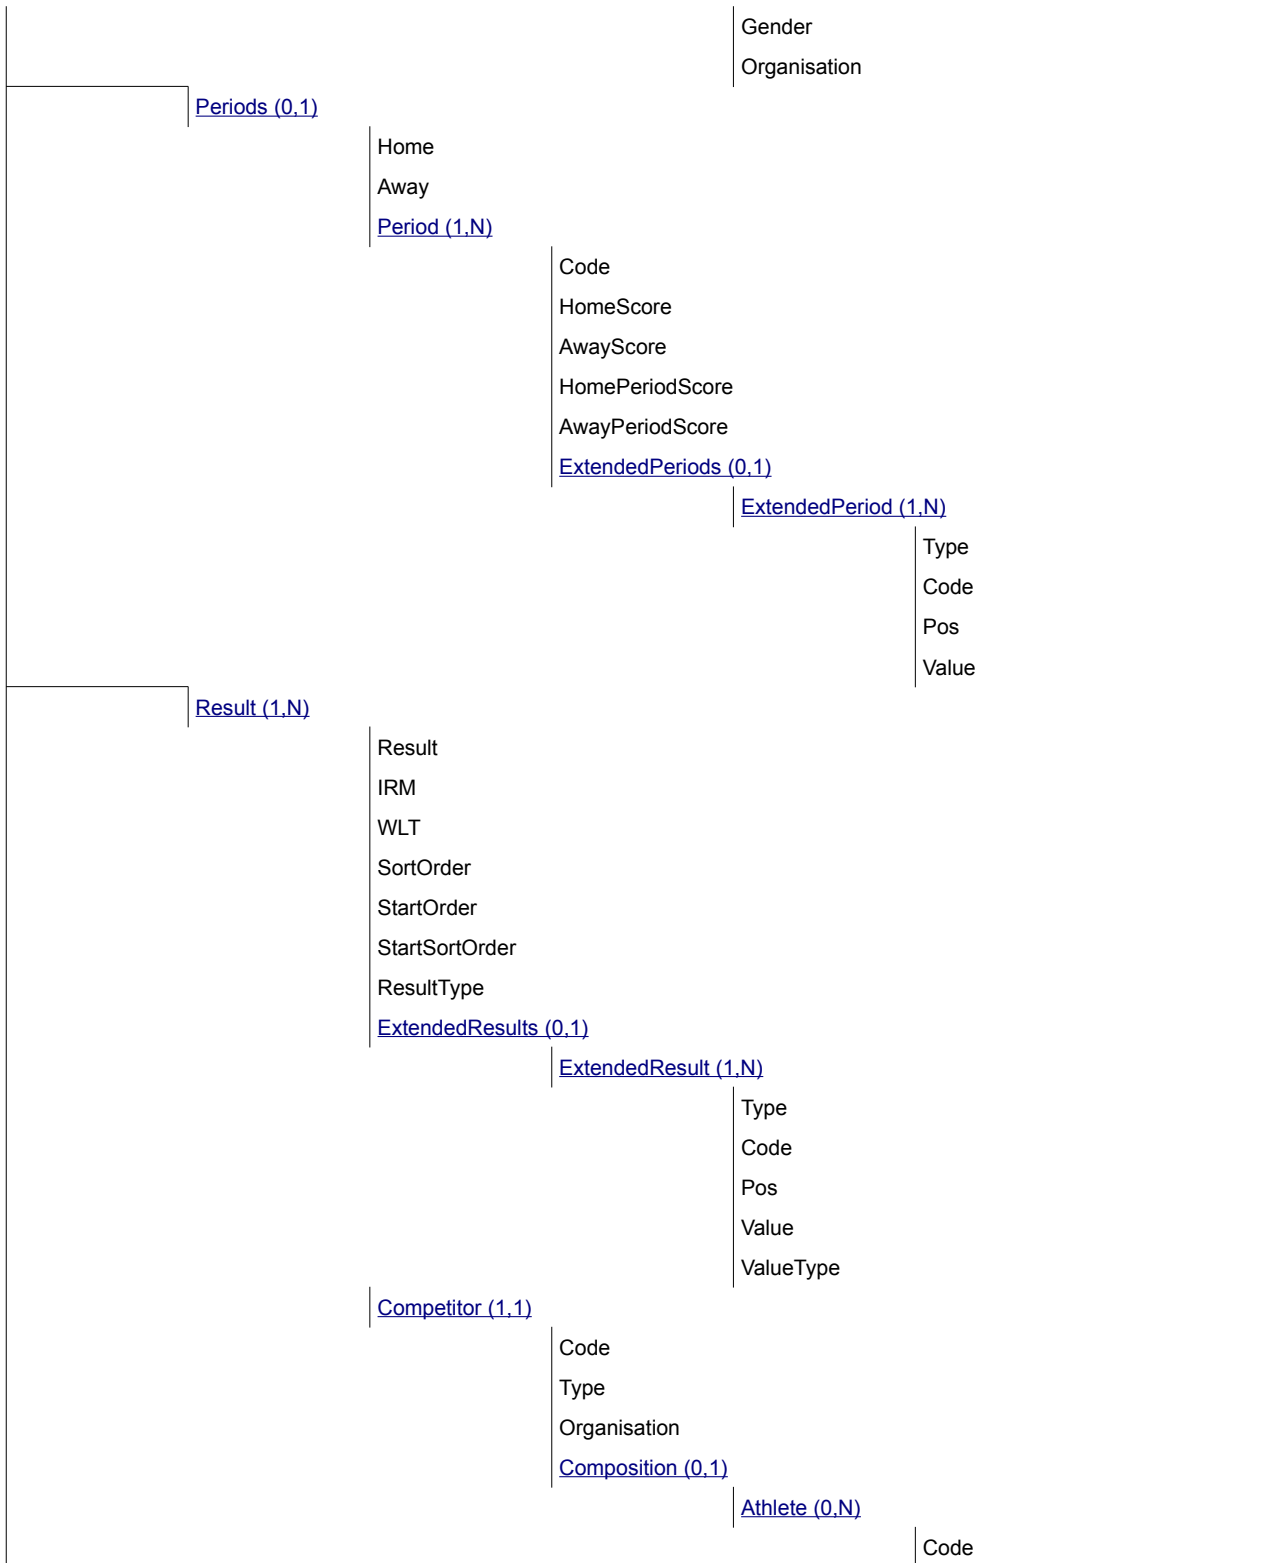 Gender
Organisation
Periods (0,1)
Home
Away
Period (1,N)
Code
HomeScore
AwayScore
HomePeriodScore
AwayPeriodScore
ExtendedPeriods (0,1)
ExtendedPeriod (1,N)
Type
Code
Pos
Value
Result (1,N)
Result
IRM
WLT
SortOrder
StartOrder
StartSortOrder
ResultType
ExtendedResults (0,1)
ExtendedResult (1,N)
Type
Code
Pos
Value
ValueType
Competitor (1,1)
Code
Type
Organisation
Composition (0,1)
Athlete (0,N)
Code